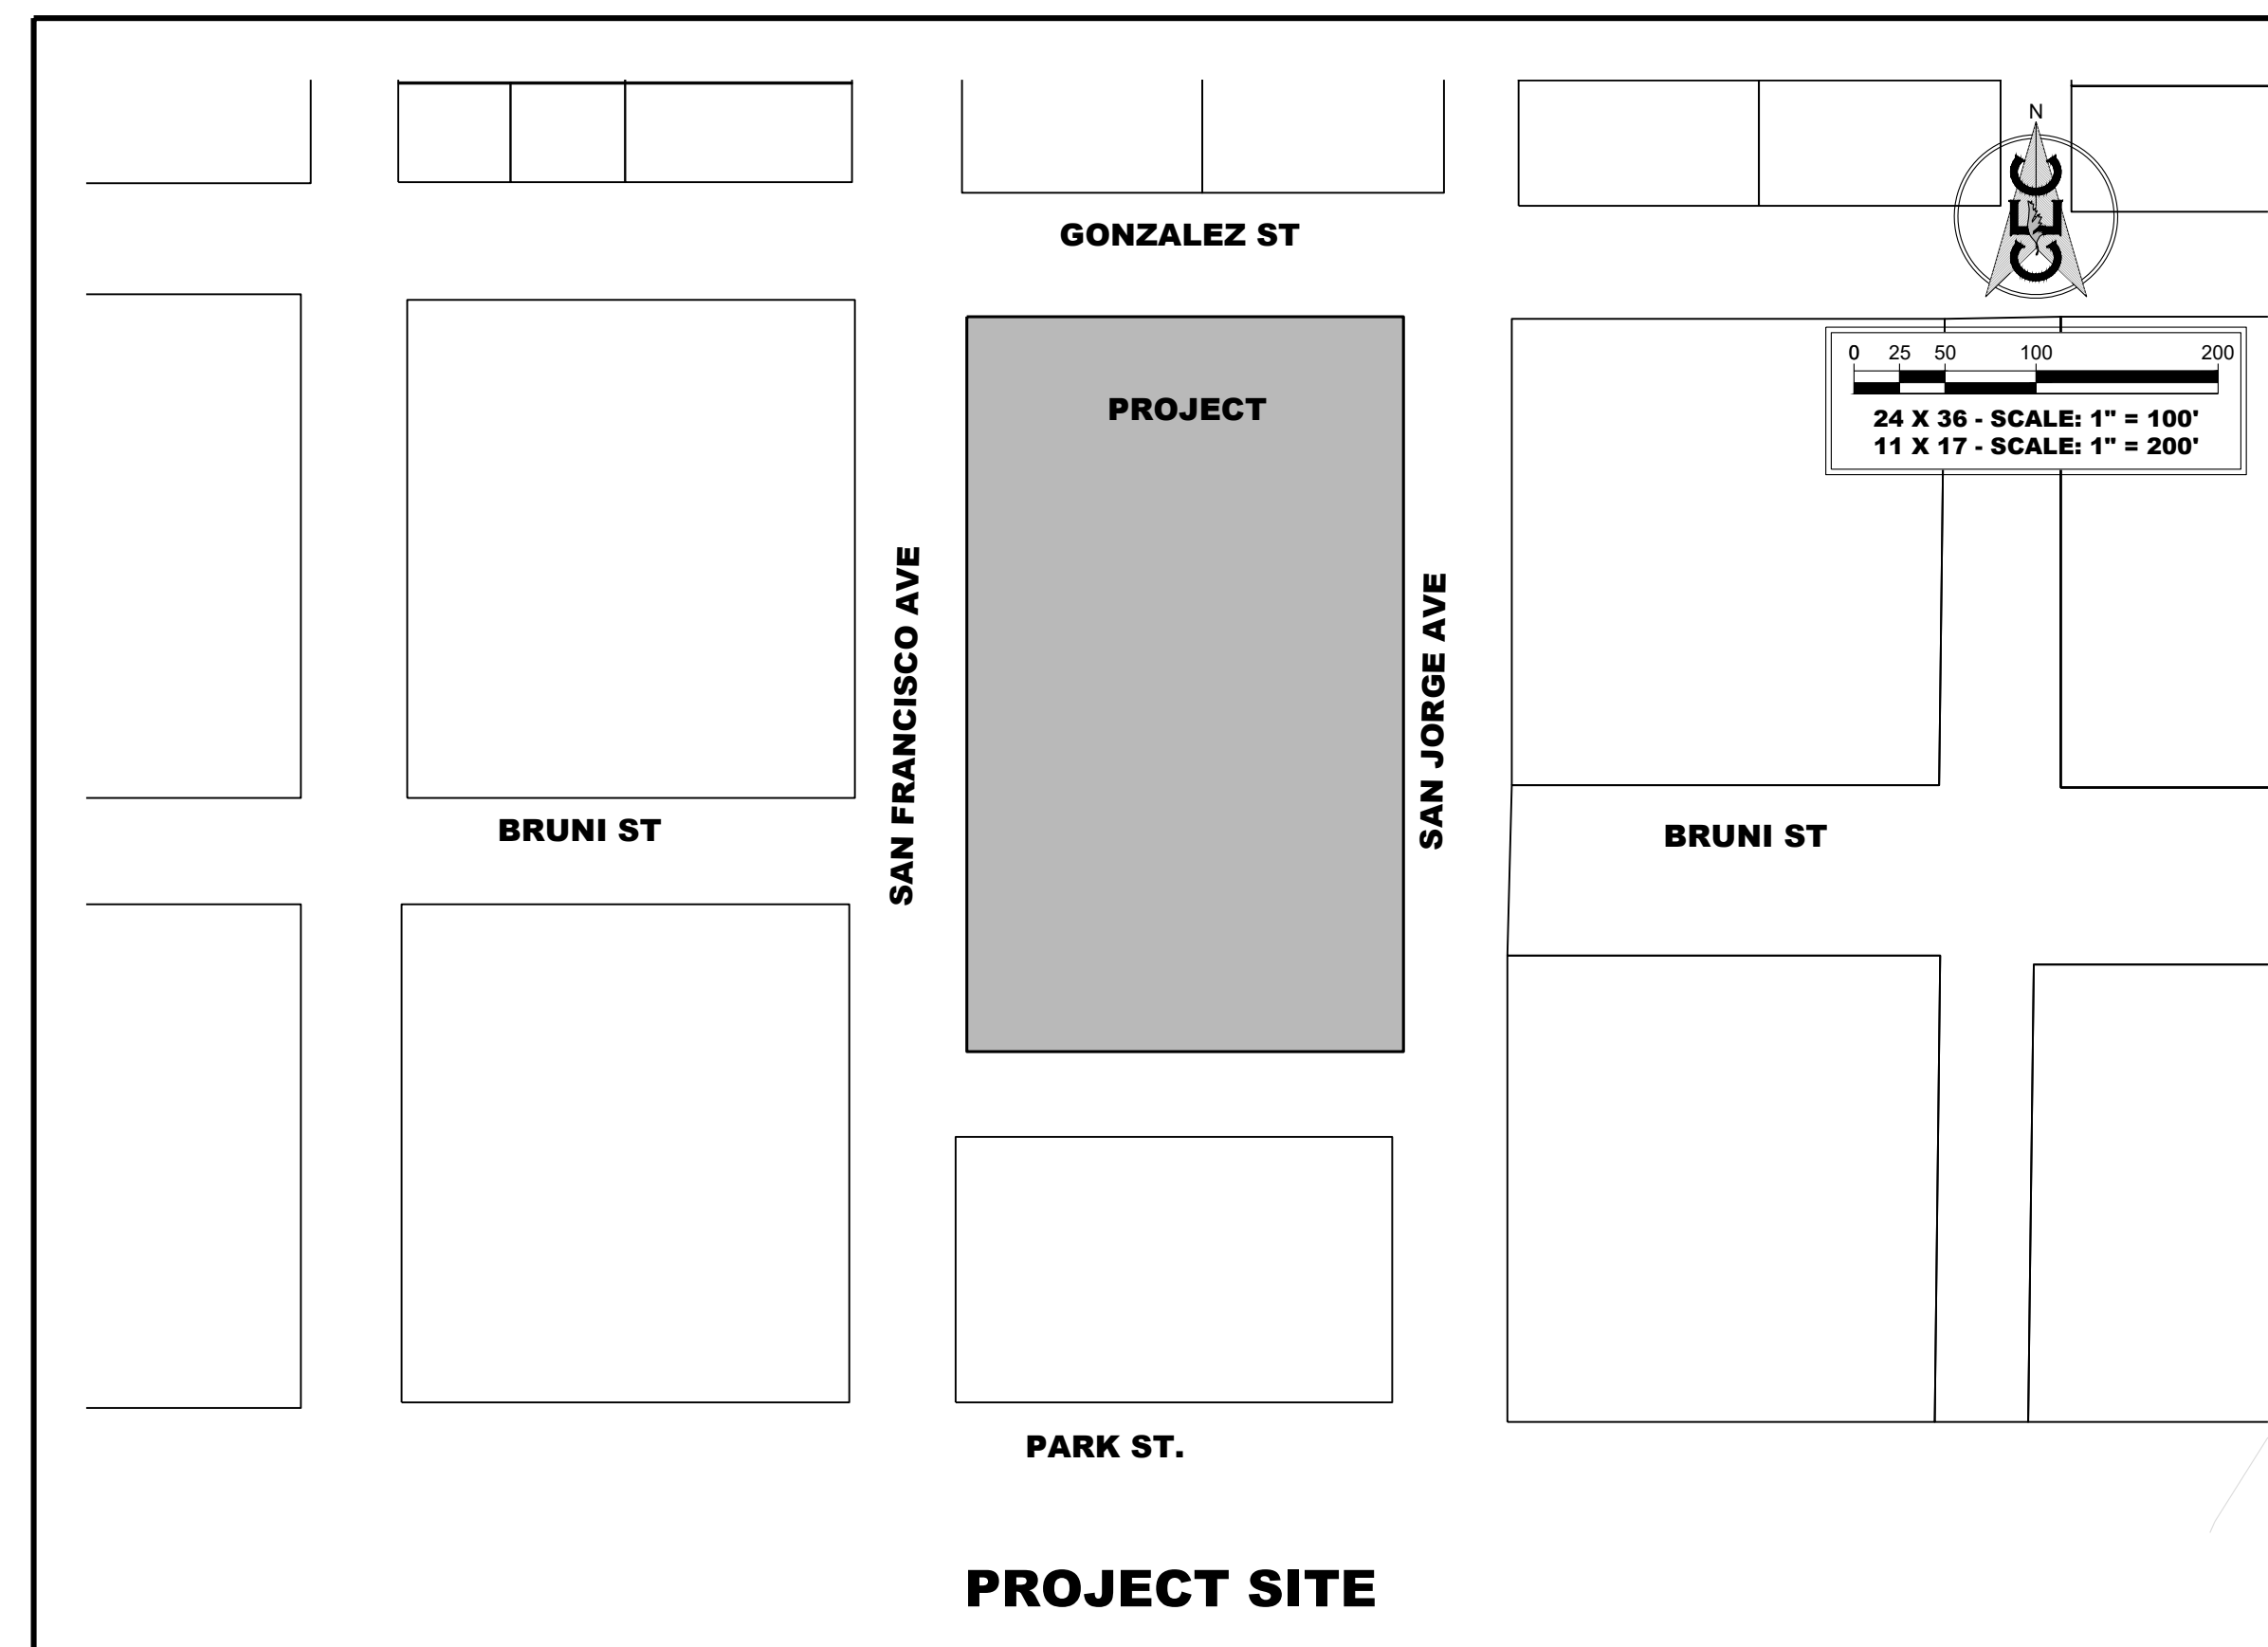 N
CEC
GONZALEZ ST
0 25 50 100 200
24 X 36 - SCALE: 1" = 100'
11 X 17 - SCALE: 1" = 200'
PROJECT
SAN FRANCISCO AVE
SAN JORGE AVE
BRUNI ST
BRUNI ST
PARK ST.
PROJECT SITE